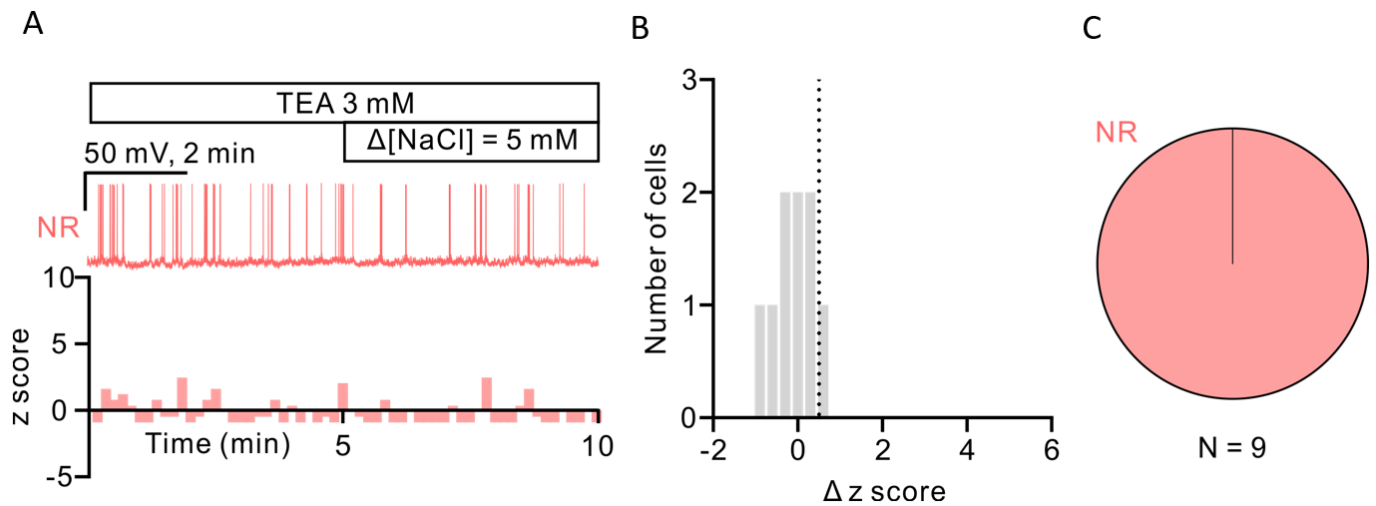 A
TEA 3 mM
Δ[NaCl] = 5 mM
50 mV, 2 min
NR
10
5
0
-5
z score
Time (min)
5
10
B
3
2
1
0
Number of cells
-2
0
2
4
6
Δ z score
C
NR
N = 9